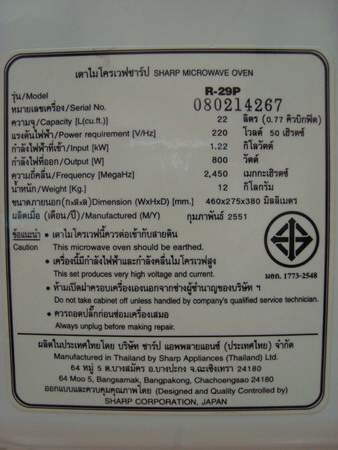 เตาไมโครเวฟชาร์ป SHARP MICROWAVE OVEN
รุ่น/Model R-29P
หมายเลขเครื่อง/Serial No. 080214267
ความจุ/Capacity [L(cu.ft.)] 22 ลิตร (0.77 คิวบิกฟีต)
แรงดันไฟฟ้า/Power requirement [V/Hz] 220 โวลต์ 50 เฮิรตซ์
กำลังไฟฟ้าที่เข้า/Input [kW] 1.22 กิโลวัตต์
กำลังไฟที่ออก/Output [W] 800 วัตต์
ความถี่คลื่น/Frequency [MegaHz] 2,450 เมกกะเฮิรตซ์
น้ำหนัก/Weight [Kg.] 12 กิโลกรัม
ขนาดภายนอก(กxสxล)Dimension (WxHxD) [mm.] 460x275x380 มิลลิเมตร
ผลิตเมื่อ (เดือน/ปี)/Manufactured (M/Y) กุมภาพันธ์ 2551
ข้อแนะนำ • เตาไมโครเวฟนี้ควรต่อเข้ากับสายดิน
Caution This microwave oven should be earthed.
• เครื่องนี้มีกำลังไฟฟ้าและกำลังคลื่นไมโครเวฟสูง
This set produces very high voltage and current.
มอก. 1773-2548
• ห้ามเปิดฝาครอบเครื่องเองนอกจากช่างผู้ชำนาญของบริษัท ฯ
Do not take cabinet off unless handled by company's qualified service technician.
• ควรถอดปลั๊กก่อนซ่อมเครื่องเสมอ
Always unplug before making repair.
ผลิตในประเทศไทยโดย บริษัท ชาร์ป แอพพลายแอนซ์ (ประเทศไทย) จำกัด
Manufactured in Thailand by Sharp Appliances (Thailand) Ltd.
64 หมู่ 5 ต.บางสมัคร อ.บางปะกง จ.ฉะเชิงเทรา 24180
64 Moo 5, Bangsamak, Bangpakong, Chachoengsao 24180
ออกแบบและควบคุมคุณภาพโดย (Designed and Quality Controlled by)
SHARP CORPORATION, JAPAN